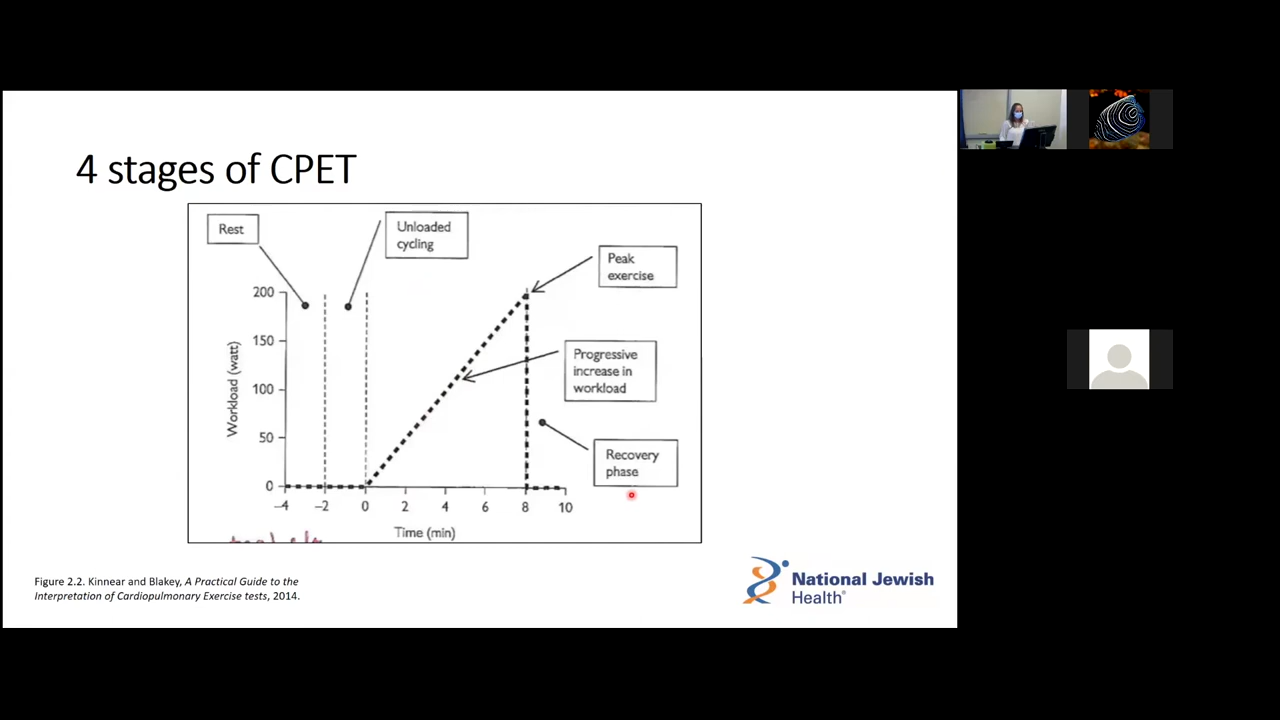 4 stages of CPET
Rest
Unloaded
cycling
Peak
exercise
Progressive
increase in
workload
Recovery
phase
Workload (watt)
200
150
100
50
0
–4 –2 0 2 4 6 8 10
Time (min)
Figure 2.2. Kinnear and Blakey, A Practical Guide to the
Interpretation of Cardiopulmonary Exercise tests, 2014.
National Jewish
Health®